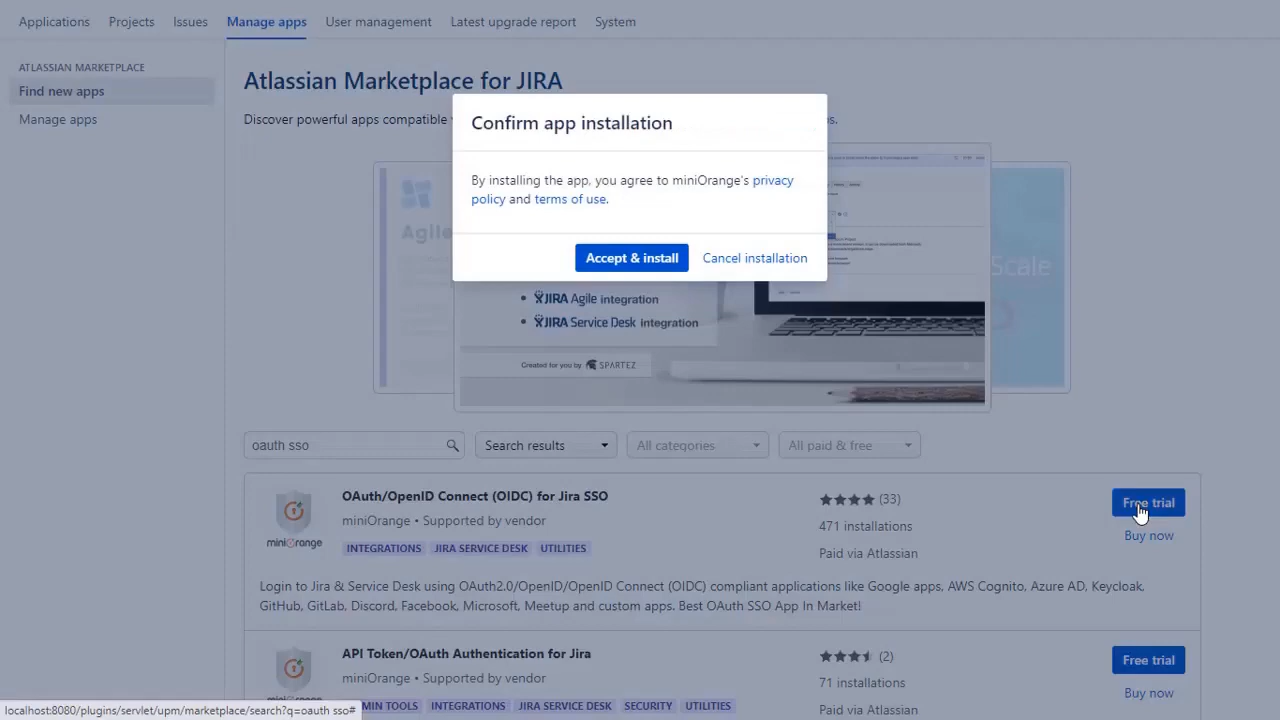 Applications Projects Issues Manage apps User management Latest upgrade report System
ATLASSIAN MARKETPLACE
Find new apps
Manage apps
Atlassian Marketplace for JIRA
Discover powerful apps compatible
Confirm app installation
By installing the app, you agree to miniOrange's privacy
policy and terms of use.
Accept & install Cancel installation
Agile
Scale
JIRA Agile integration
JIRA Service Desk integration
Created for you by SPARTEZ
oauth sso Search results All categories All paid & free
miniOrange
OAuth/OpenID Connect (OIDC) for Jira SSO
miniOrange • Supported by vendor
INTEGRATIONS JIRA SERVICE DESK UTILITIES
(33)
471 installations
Paid via Atlassian
Free trial
Buy now
Login to Jira & Service Desk using OAuth2.0/OpenID/OpenID Connect (OIDC) compliant applications like Google apps, AWS Cognito, Azure AD, Keycloak,
GitHub, GitLab, Discord, Facebook, Microsoft, Meetup and custom apps. Best OAuth SSO App In Market!
API Token/OAuth Authentication for Jira
miniOrange • Supported by vendor
MIN TOOLS INTEGRATIONS JIRA SERVICE DESK SECURITY UTILITIES
(2)
71 installations
Paid via Atlassian
Free trial
Buy now
localhost:8080/plugins/servlet/upm/marketplace/search?q=oauth sso#